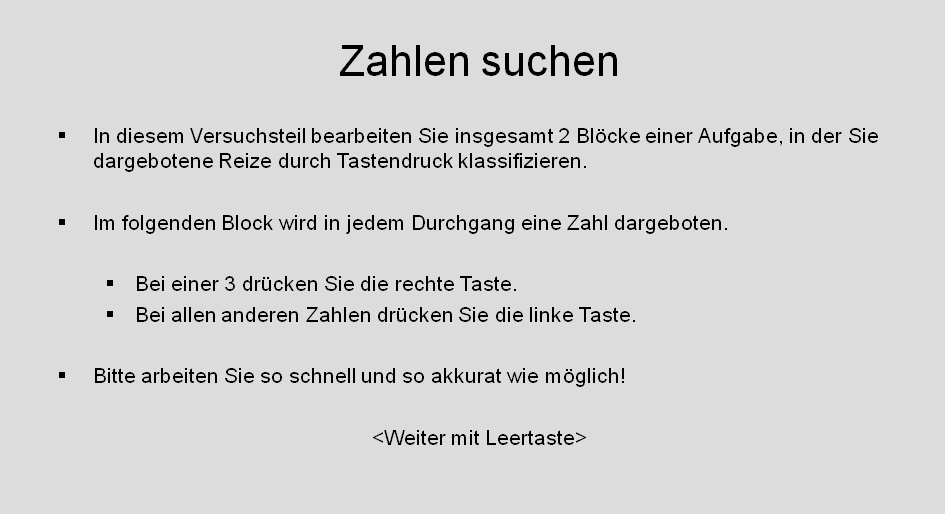 Zahlen suchen
▪ In diesem Versuchsteil bearbeiten Sie insgesamt 2 Blöcke einer Aufgabe, in der Sie
dargebotene Reize durch Tastendruck klassifizieren.
▪ Im folgenden Block wird in jedem Durchgang eine Zahl dargeboten.
▪ Bei einer 3 drücken Sie die rechte Taste.
▪ Bei allen anderen Zahlen drücken Sie die linke Taste.
▪ Bitte arbeiten Sie so schnell und so akkurat wie möglich!
<Weiter mit Leertaste>